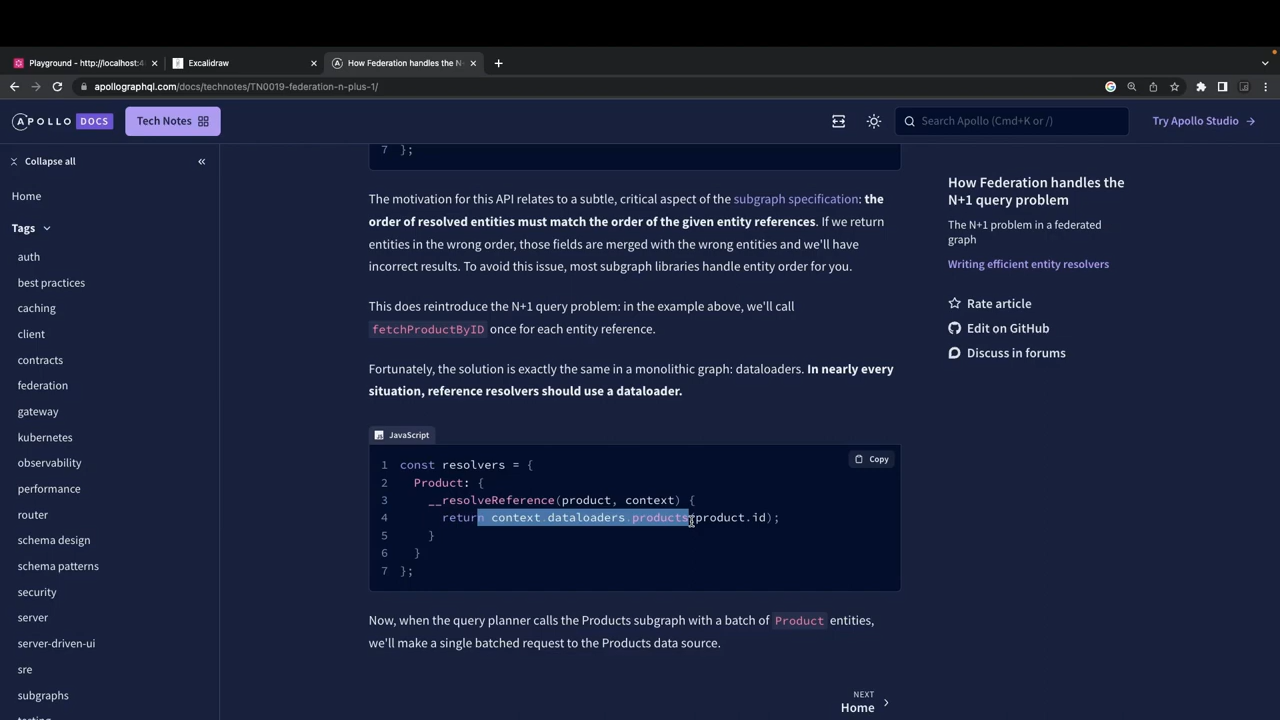 Playground - http://localhost:4
Excalidraw
How Federation handles the N
apollographql.com/docs/technotes/TN0019-federation-n-plus-1/
APOLLO DOCS
Tech Notes
Search Apollo (Cmd+K or /)
Try Apollo Studio
Collapse all
Home
Tags
auth
best practices
caching
client
contracts
federation
gateway
kubernetes
observability
performance
router
schema design
schema patterns
security
server
server-driven-ui
sre
subgraphs
7 };
The motivation for this API relates to a subtle, critical aspect of the subgraph specification: the
order of resolved entities must match the order of the given entity references. If we return
entities in the wrong order, those fields are merged with the wrong entities and we'll have
incorrect results. To avoid this issue, most subgraph libraries handle entity order for you.
This does reintroduce the N+1 query problem: in the example above, we'll call
fetchProductByID once for each entity reference.
Fortunately, the solution is exactly the same in a monolithic graph: dataloaders. In nearly every
situation, reference resolvers should use a dataloader.
JavaScript
Copy
1 const resolvers = {
2 Product: {
3 __resolveReference(product, context) {
4 return context.dataloaders.products(product.id);
5 }
6 }
7 };
Now, when the query planner calls the Products subgraph with a batch of Product entities,
we'll make a single batched request to the Products data source.
NEXT
Home
How Federation handles the
N+1 query problem
The N+1 problem in a federated
graph
Writing efficient entity resolvers
Rate article
Edit on GitHub
Discuss in forums